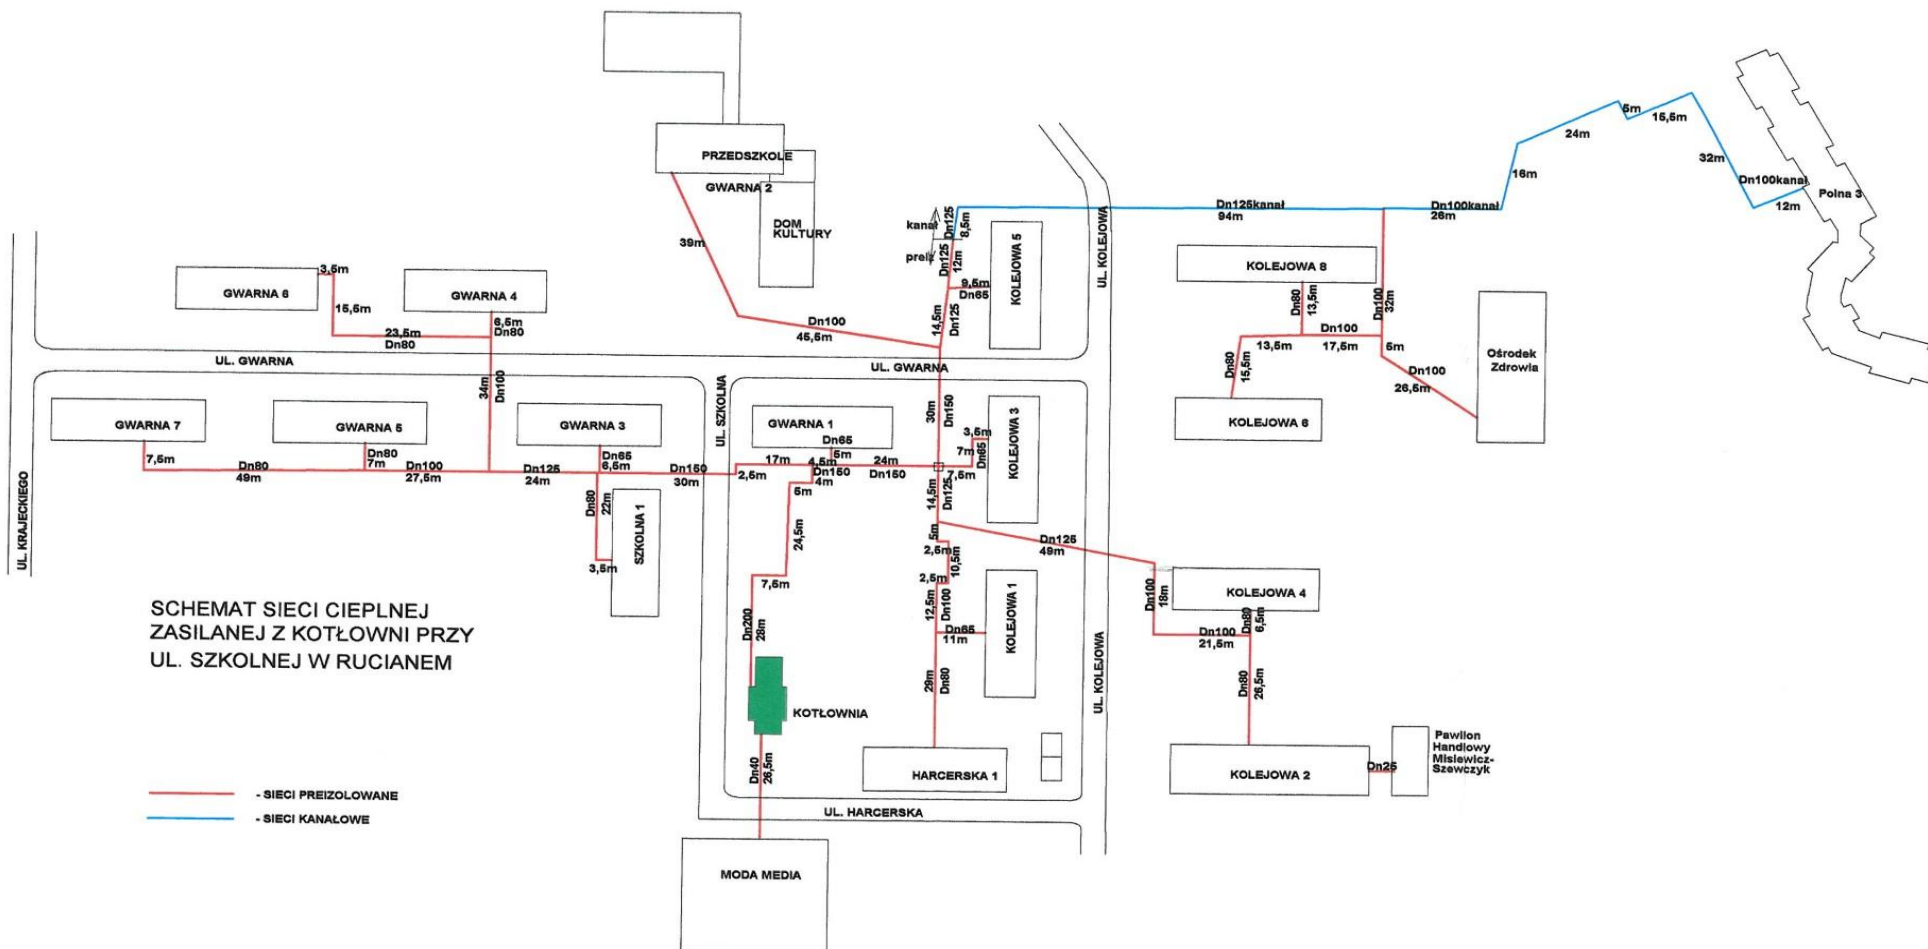 5m
15,5m
24m
PRZEDSZKOLE
GWARNA 2
32m
16m
Dn100kanał
Polna 3
12m
39m
DOM
KULTURY
kanał
Dn125
8,5m
preiz
Dn125
12m
UL. KOLEJOWA
Dn125kanał
94m
Dn100kanał
26m
KOLEJOWA 5
9,5m
Dn65
14,5m
Dn125
KOLEJOWA 8
Dn80
13,5m
Dn100
32m
3,5m
GWARNA 6
GWARNA 4
15,5m
6,5m
Dn80
23,5m
Dn80
Dn100
45,5m
Dn100
13,5m
17,5m
5m
Dn80
15,5m
Dn100
26,5m
Ośrodek
Zdrowia
UL. GWARNA
UL. GWARNA
34m
Dn100
UL. SZKOLNA
30m
Dn150
KOLEJOWA 3
KOLEJOWA 6
GWARNA 7
GWARNA 5
GWARNA 3
GWARNA 1
Dn65
5m
3,5m
7m
Dn65
7,5m
7,5m
Dn80
49m
Dn80
7m
Dn100
27,5m
Dn125
24m
Dn65
6,5m
Dn150
30m
2,5m
17m
4,5m
Dn150
4m
24m
Dn150
UL. KRAJECKIEGO
Dn80
22m
SZKOLNA 1
3,5m
5m
24,5m
7,5m
14,5m
Dn125
5m
2,5m
10,5m
2,5m
12,5m
Dn100
Dn125
49m
KOLEJOWA 1
Dn65
11m
Dn100
18m
KOLEJOWA 4
Dn80
6,5m
Dn100
21,5m
SCHEMAT SIECI CIEPLNEJ
ZASILANEJ Z KOTŁOWNI PRZY
UL. SZKOLNEJ W RUCIANEM
Dn200
28m
KOTŁOWNIA
29m
Dn80
UL. KOLEJOWA
Dn80
26,5m
Dn40
26,5m
HARCERSKA 1
KOLEJOWA 2
Dn25
Pawilon
Handlowy
Misiewicz-
Szewczyk
- SIECI PREIZOLOWANE
- SIECI KANAŁOWE
UL. HARCERSKA
MODA MEDIA